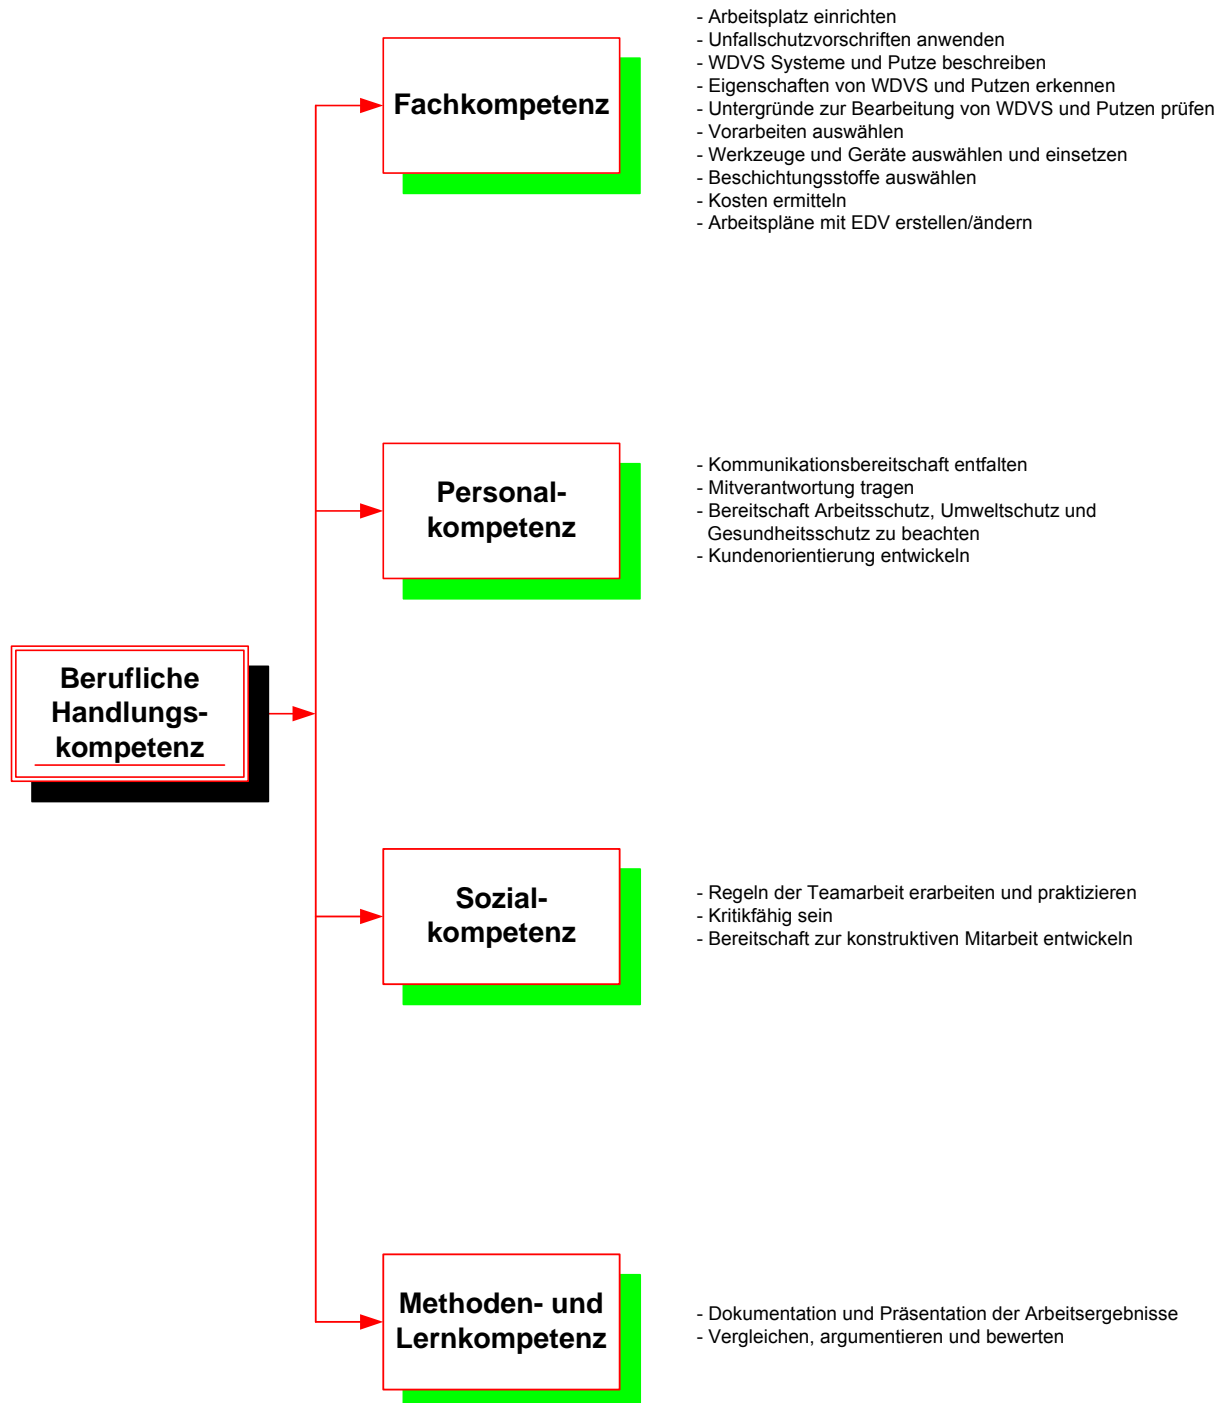 - Arbeitsplatz einrichten
- Unfallschutzvorschriften anwenden
- WDVS Systeme und Putze beschreiben
- Eigenschaften von WDVS und Putzen erkennen
- Untergründe zur Bearbeitung von WDVS und Putzen prüfen
- Vorarbeiten auswählen
- Werkzeuge und Geräte auswählen und einsetzen
- Beschichtungsstoffe auswählen
- Kosten ermitteln
- Arbeitspläne mit EDV erstellen/ändern
Fachkompetenz
Personal-
kompetenz
- Kommunikationsbereitschaft entfalten
- Mitverantwortung tragen
- Bereitschaft Arbeitsschutz, Umweltschutz und
Gesundheitsschutz zu beachten
- Kundenorientierung entwickeln
Berufliche
Handlungs-
kompetenz
Sozial-
kompetenz
- Regeln der Teamarbeit erarbeiten und praktizieren
- Kritikfähig sein
- Bereitschaft zur konstruktiven Mitarbeit entwickeln
Methoden- und
Lernkompetenz
- Dokumentation und Präsentation der Arbeitsergebnisse
- Vergleichen, argumentieren und bewerten